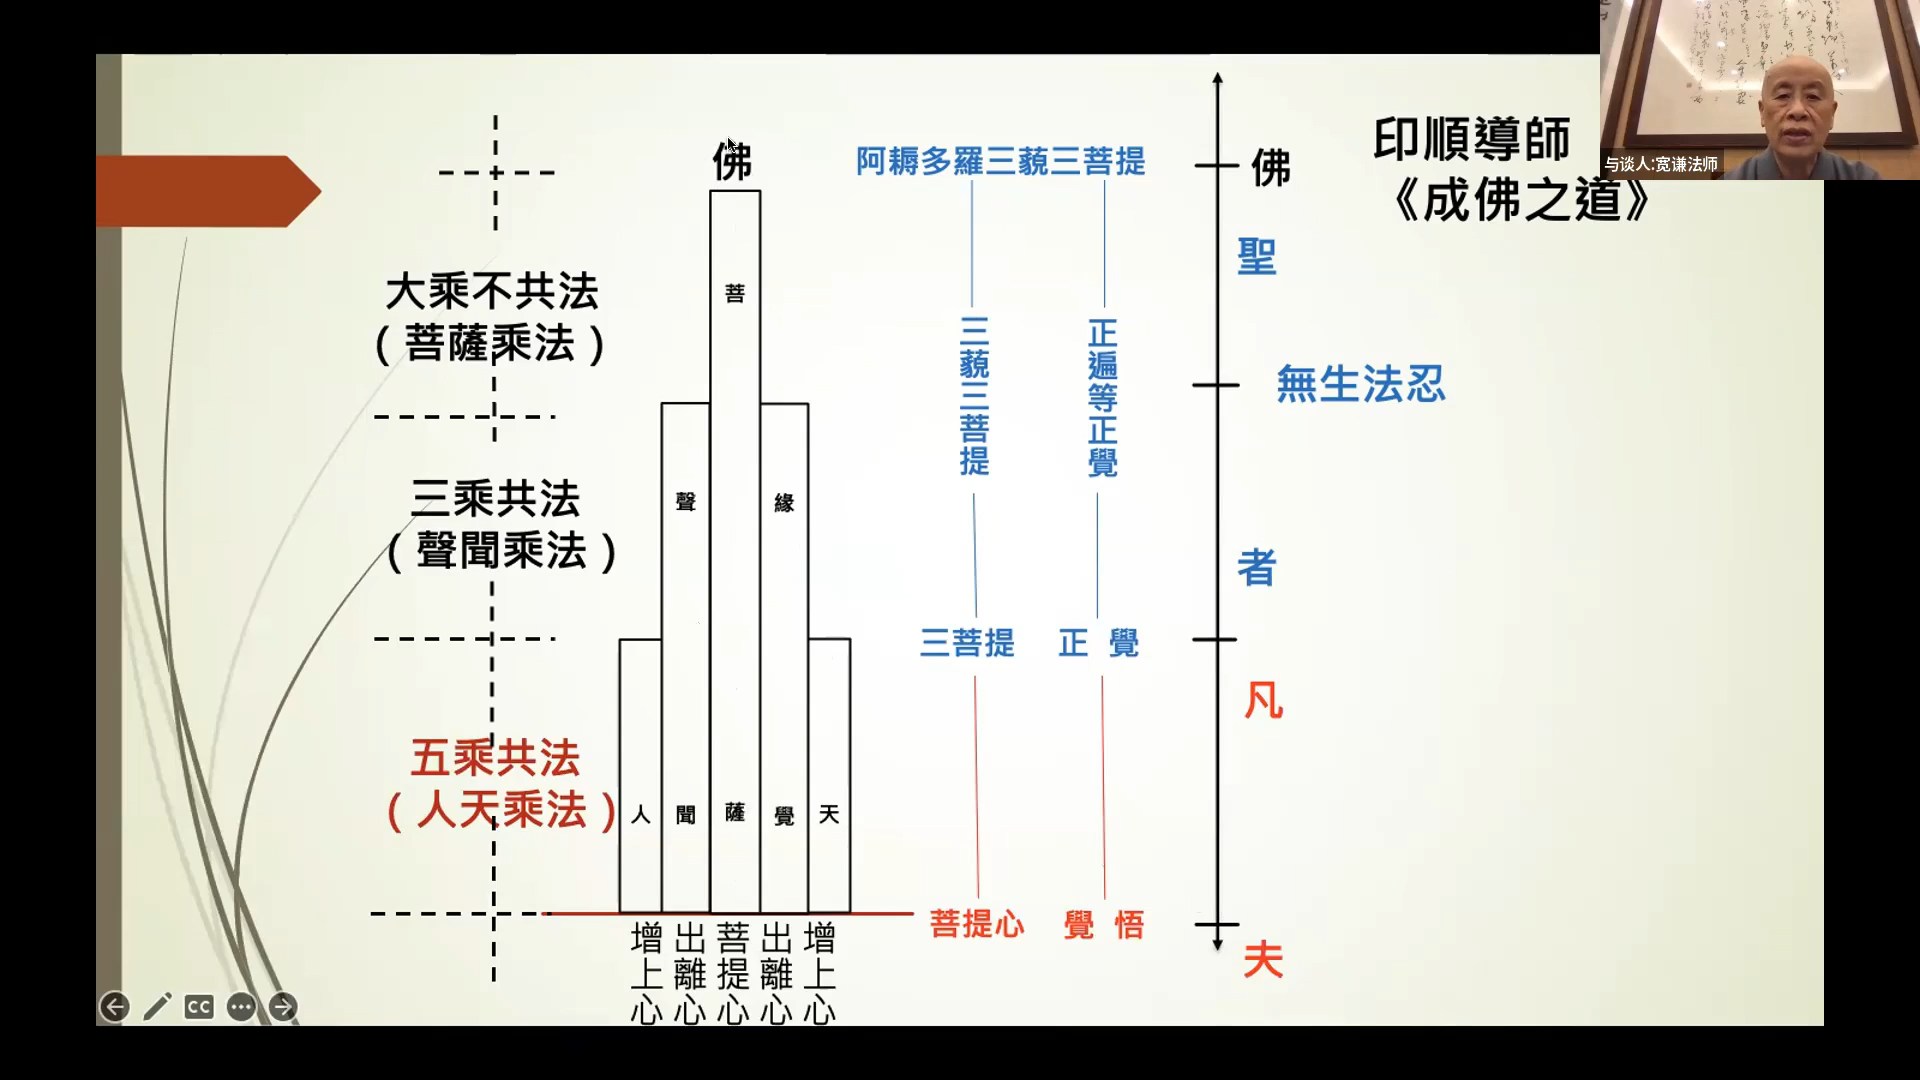 印順導師
《成佛之道》
与谈人:宽谦法师
大乘不共法
(菩薩乘法)
三乘共法
(聲聞乘法)
五乘共法
(人天乘法)
佛
菩薩
聲聞
緣覺
人
天
增上心
出離心
菩提心
出離心
增上心
阿耨多羅三藐三菩提
三藐三菩提
正遍等正覺
三菩提
正 覺
菩提心
覺 悟
佛
聖
無生法忍
者
凡
夫
CC